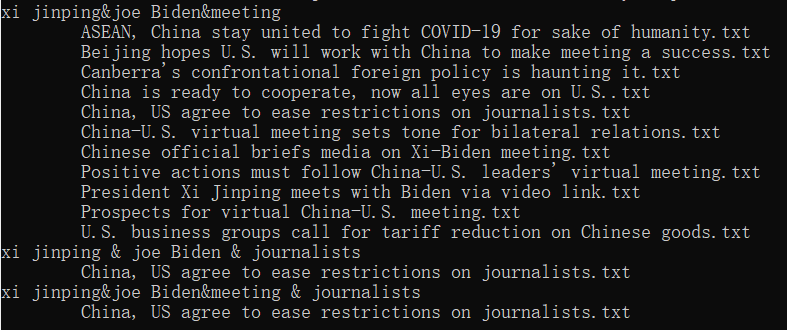 xi jinping&joe Biden&meeting
ASEAN, China stay united to fight COVID-19 for sake of humanity.txt
Beijing hopes U.S. will work with China to make meeting a success.txt
Canberra's confrontational foreign policy is haunting it.txt
China is ready to cooperate, now all eyes are on U.S..txt
China, US agree to ease restrictions on journalists.txt
China-U.S. virtual meeting sets tone for bilateral relations.txt
Chinese official briefs media on Xi-Biden meeting.txt
Positive actions must follow China-U.S. leaders' virtual meeting.txt
President Xi Jinping meets with Biden via video link.txt
Prospects for virtual China-U.S. meeting.txt
U.S. business groups call for tariff reduction on Chinese goods.txt
xi jinping & joe Biden & journalists
China, US agree to ease restrictions on journalists.txt
xi jinping&joe Biden&meeting & journalists
China, US agree to ease restrictions on journalists.txt